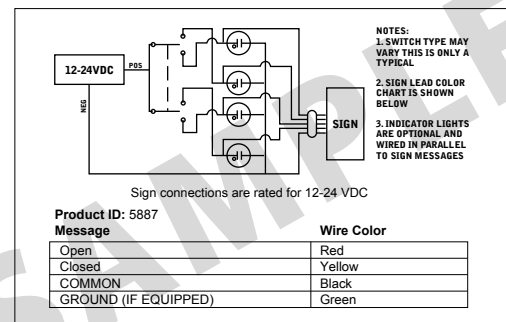 NOTES:
1. SWITCH TYPE MAY
VARY THIS IS ONLY A
TYPICAL
2. SIGN LEAD COLOR
CHART IS SHOWN
BELOW
3. INDICATOR LIGHTS
ARE OPTIONAL AND
WIRED IN PARALLEL
TO SIGN MESSAGES
12-24VDC
POS
NEG
SIGN
Sign connections are rated for 12-24 VDC
Product ID: 5887
Message Wire Color
Open Red
Closed Yellow
COMMON Black
GROUND (IF EQUIPPED) Green
SAMPLE